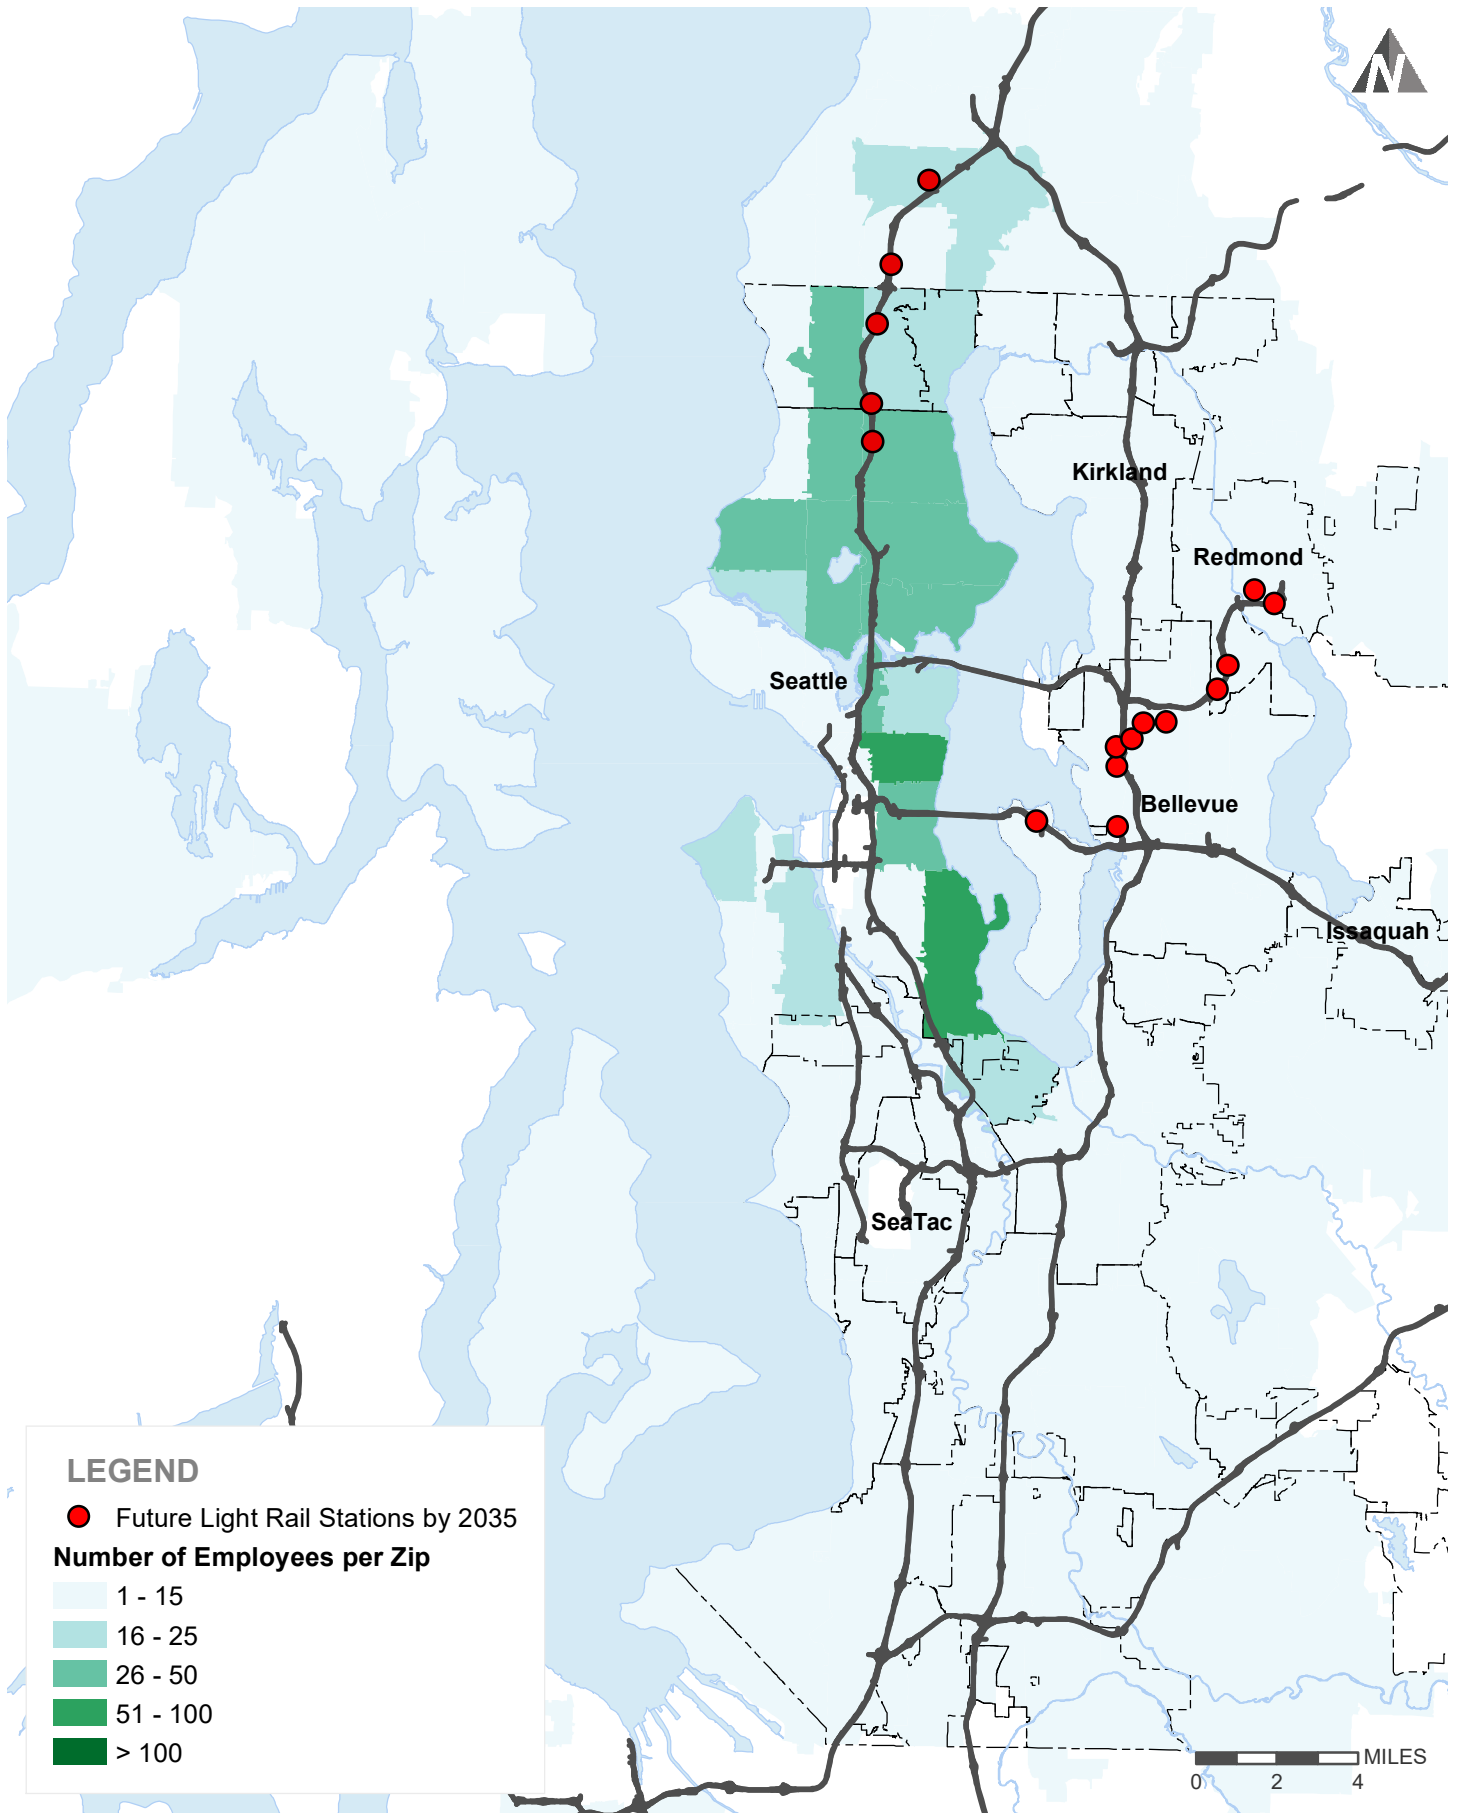 N
Kirkland
Redmond
Seattle
Bellevue
Issaquah
SeaTac
LEGEND
Future Light Rail Stations by 2035
Number of Employees per Zip
1 - 15
16 - 25
26 - 50
51 - 100
> 100
MILES
0 2 4